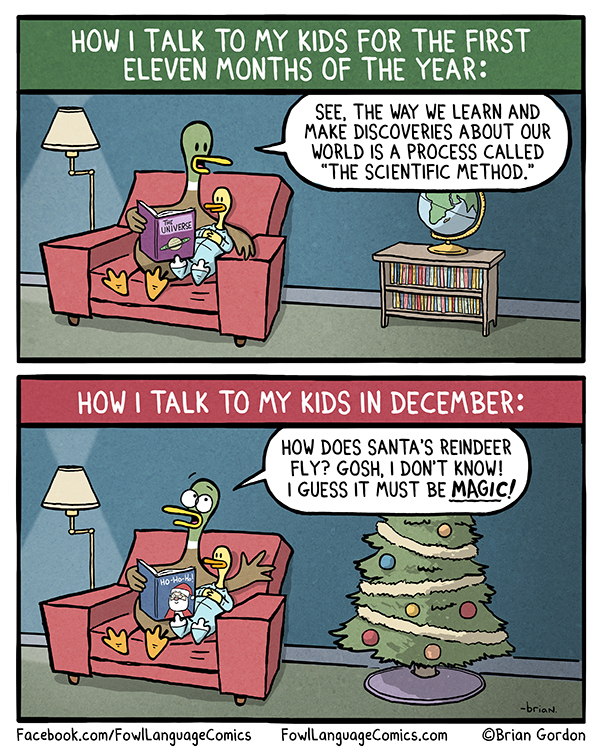 HOW I TALK TO MY KIDS FOR THE FIRST
ELEVEN MONTHS OF THE YEAR:
SEE, THE WAY WE LEARN AND
MAKE DISCOVERIES ABOUT OUR
WORLD IS A PROCESS CALLED
"THE SCIENTIFIC METHOD."
THE
UNIVERSE
HOW I TALK TO MY KIDS IN DECEMBER:
HOW DOES SANTA'S REINDEER
FLY? GOSH, I DON'T KNOW!
I GUESS IT MUST BE MAGIC!
HO-HO-HO!
-BRIAN.
Facebook.com/FowlLanguageComics FowlLanguageComics.com ©Brian Gordon